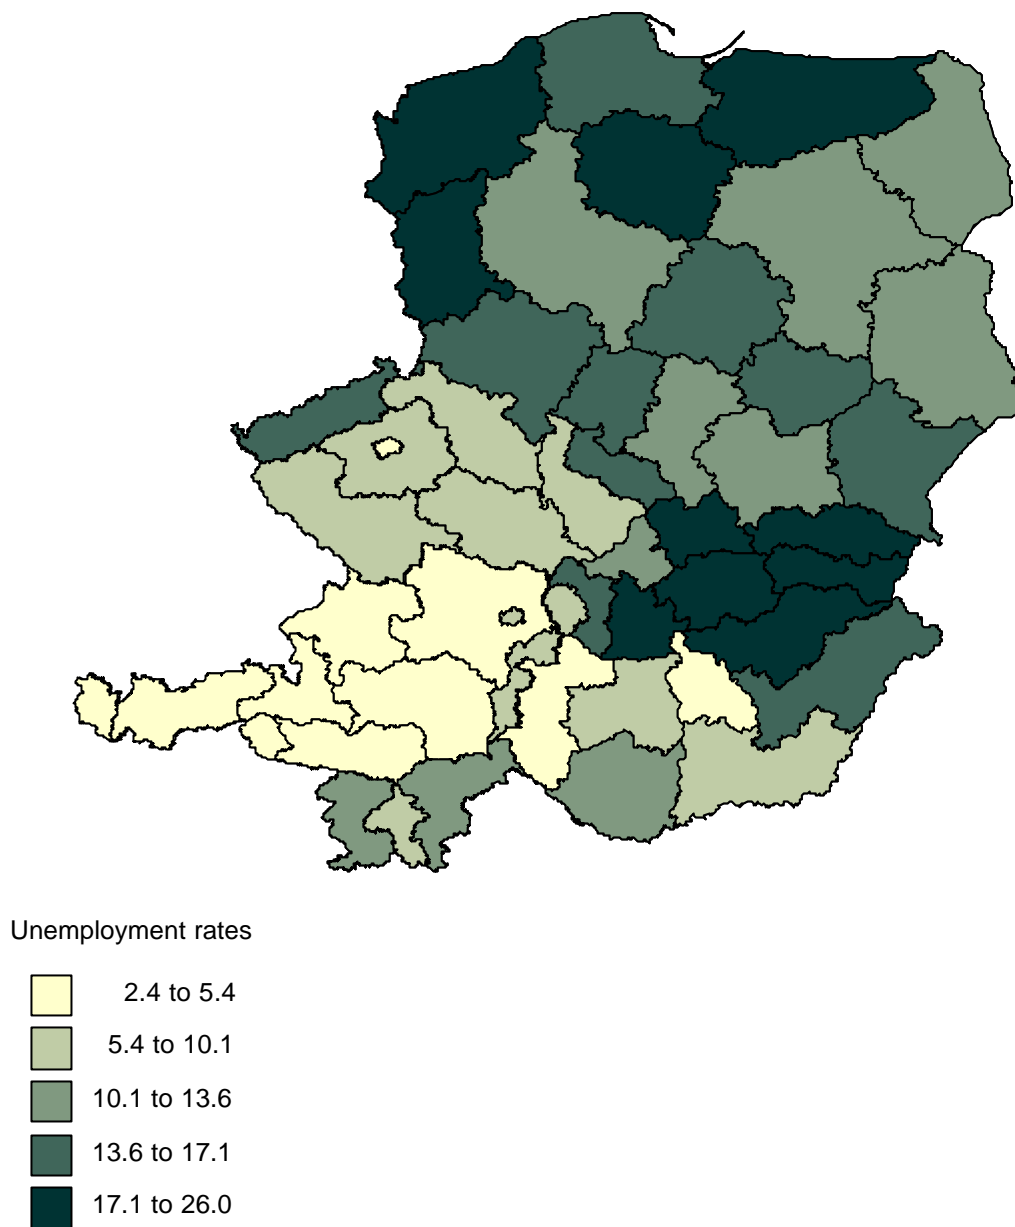 Unemployment rates
2.4 to 5.4
5.4 to 10.1
10.1 to 13.6
13.6 to 17.1
17.1 to 26.0